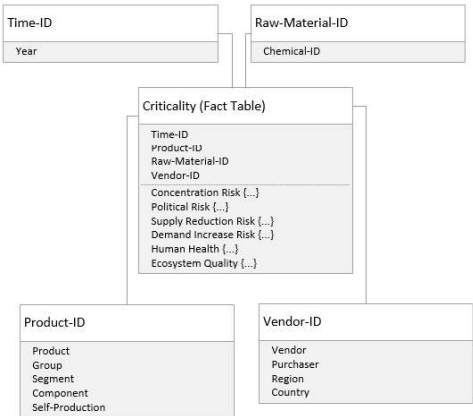 Time-ID
Year
Raw-Material-ID
Chemical-ID
Criticality (Fact Table)
Time-ID
Product-ID
Raw-Material-ID
Vendor-ID
Concentration Risk {...}
Political Risk {...}
Supply Reduction Risk {...}
Demand Increase Risk {...}
Human Health {...}
Ecosystem Quality {...}
Product-ID
Product
Group
Segment
Component
Self-Production
Vendor-ID
Vendor
Purchaser
Region
Country